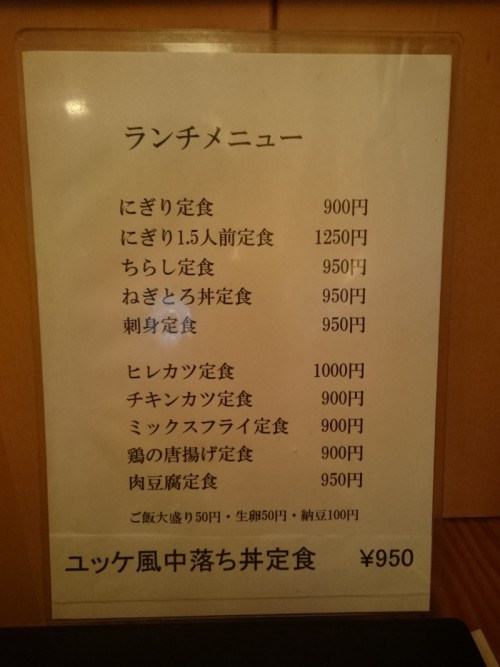 ランチメニュー
にぎり定食 900円
にぎり1.5人前定食 1250円
ちらし定食 950円
ねぎとろ丼定食 950円
刺身定食 950円
ヒレカツ定食 1000円
チキンカツ定食 900円
ミックスフライ定食 900円
鶏の唐揚げ定食 900円
肉豆腐定食 950円
ご飯大盛り50円・生卵50円・納豆100円
ユッケ風中落ち丼定食 ¥950